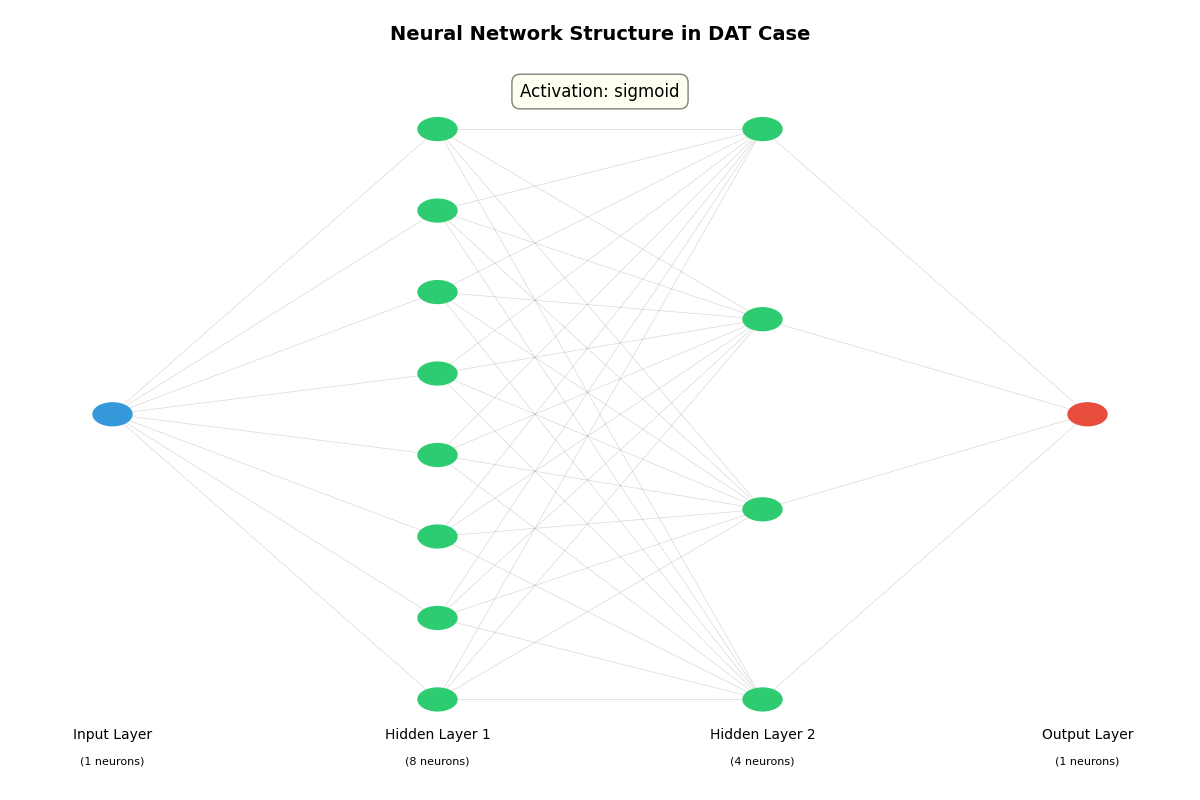 Neural Network Structure in DAT Case
Activation: sigmoid
Input Layer
(1 neurons)
Hidden Layer 1
(8 neurons)
Hidden Layer 2
(4 neurons)
Output Layer
(1 neurons)